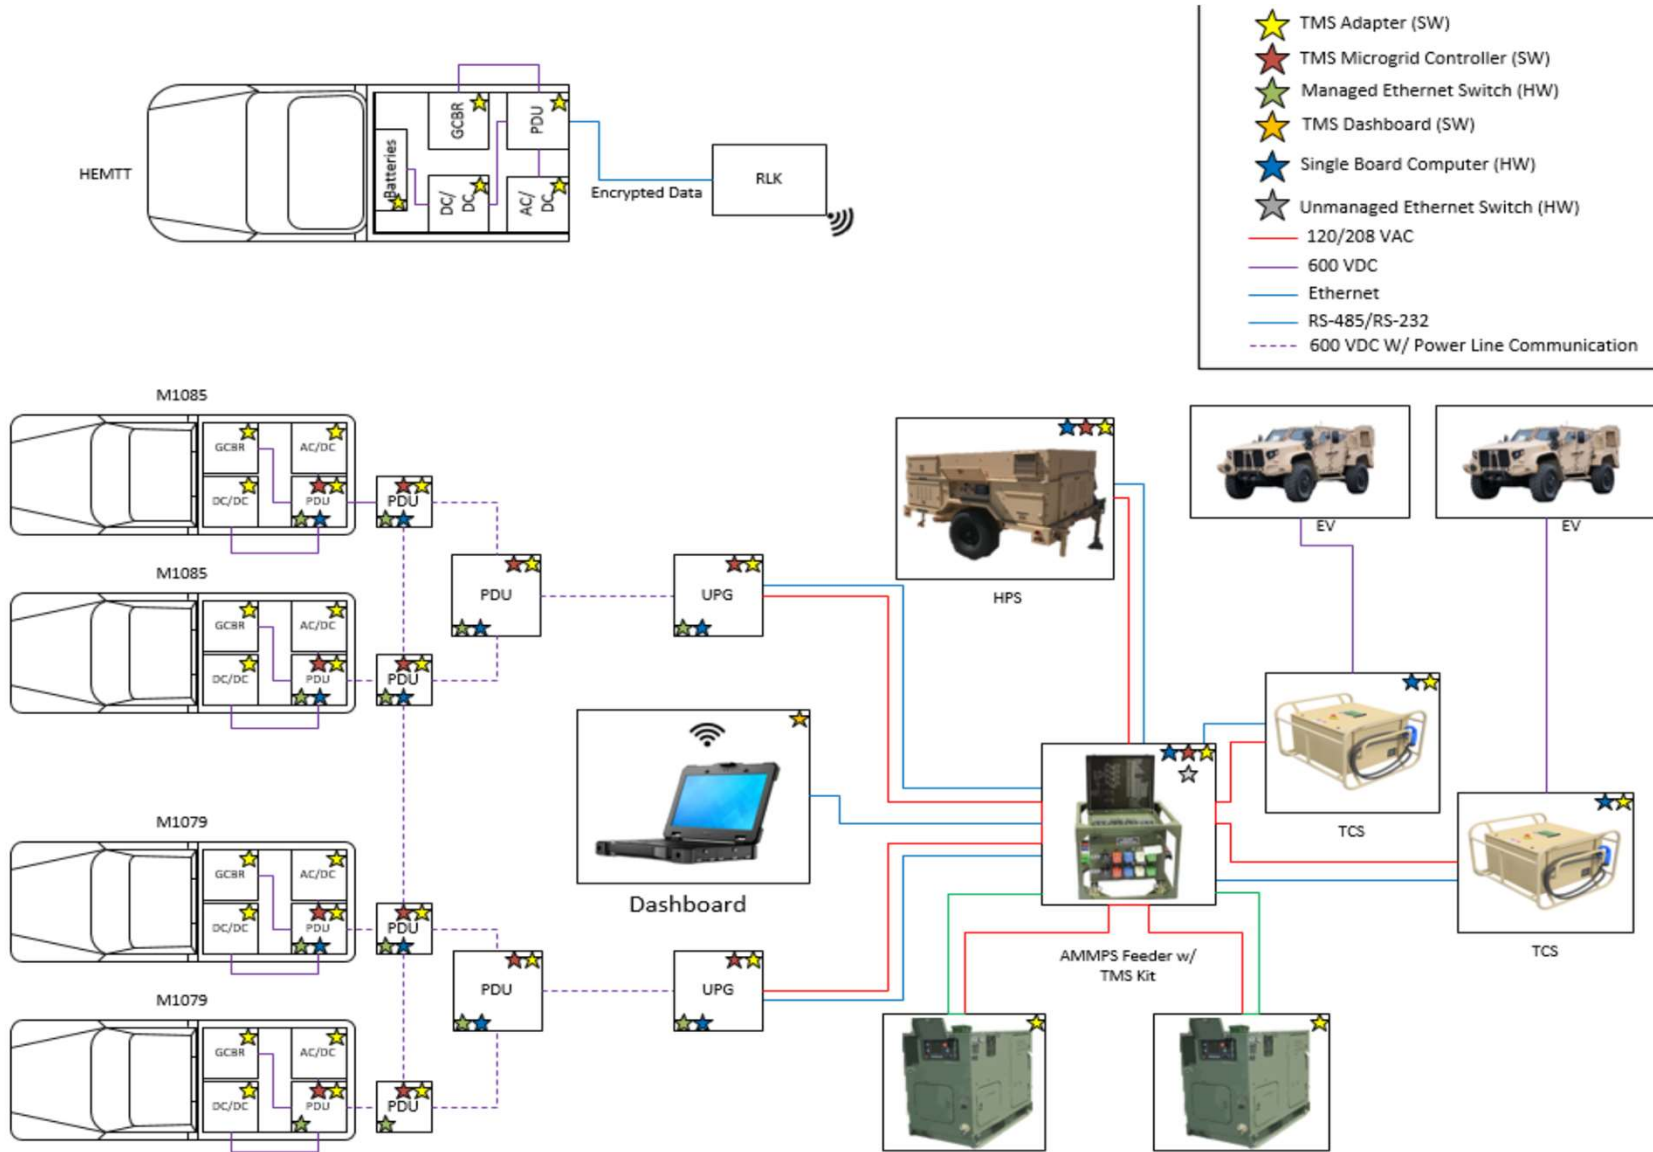 TMS Adapter (SW)
TMS Microgrid Controller (SW)
Managed Ethernet Switch (HW)
TMS Dashboard (SW)
Single Board Computer (HW)
Unmanaged Ethernet Switch (HW)
120/208 VAC
600 VDC
Ethernet
RS-485/RS-232
600 VDC W/ Power Line Communication
HEMTT
Batteries
GCBR
PDU
DC/
DC
AC/
DC
Encrypted Data
RLK
M1085
GCBR
AC/DC
DC/DC
PDU
PDU
M1085
GCBR
AC/DC
DC/DC
PDU
PDU
PDU
UPG
HPS
EV
EV
TCS
TCS
Dashboard
AMMPS Feeder w/
TMS Kit
M1079
GCBR
AC/DC
DC/DC
PDU
PDU
M1079
GCBR
AC/DC
DC/DC
PDU
PDU
PDU
UPG